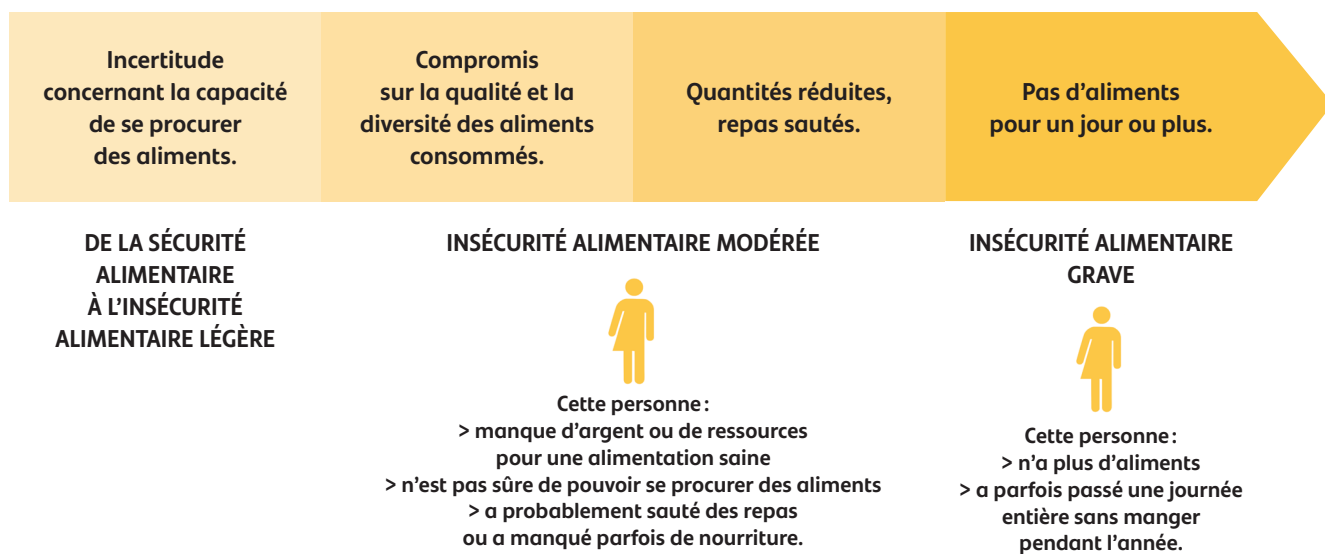 Incertitude
concernant la capacité
de se procurer
des aliments.
Compromis
sur la qualité et la
diversité des aliments
consommés.
Quantités réduites,
repas sautés.
Pas d’aliments
pour un jour ou plus.
DE LA SÉCURITÉ
ALIMENTAIRE
À L’INSÉCURITÉ
ALIMENTAIRE LÉGÈRE
INSÉCURITÉ ALIMENTAIRE MODÉRÉE
Cette personne :
> manque d’argent ou de ressources
pour une alimentation saine
> n’est pas sûre de pouvoir se procurer des aliments
> a probablement sauté des repas
ou a manqué parfois de nourriture.
INSÉCURITÉ ALIMENTAIRE
GRAVE
Cette personne :
> n’a plus d’aliments
> a parfois passé une journée
entière sans manger
pendant l’année.